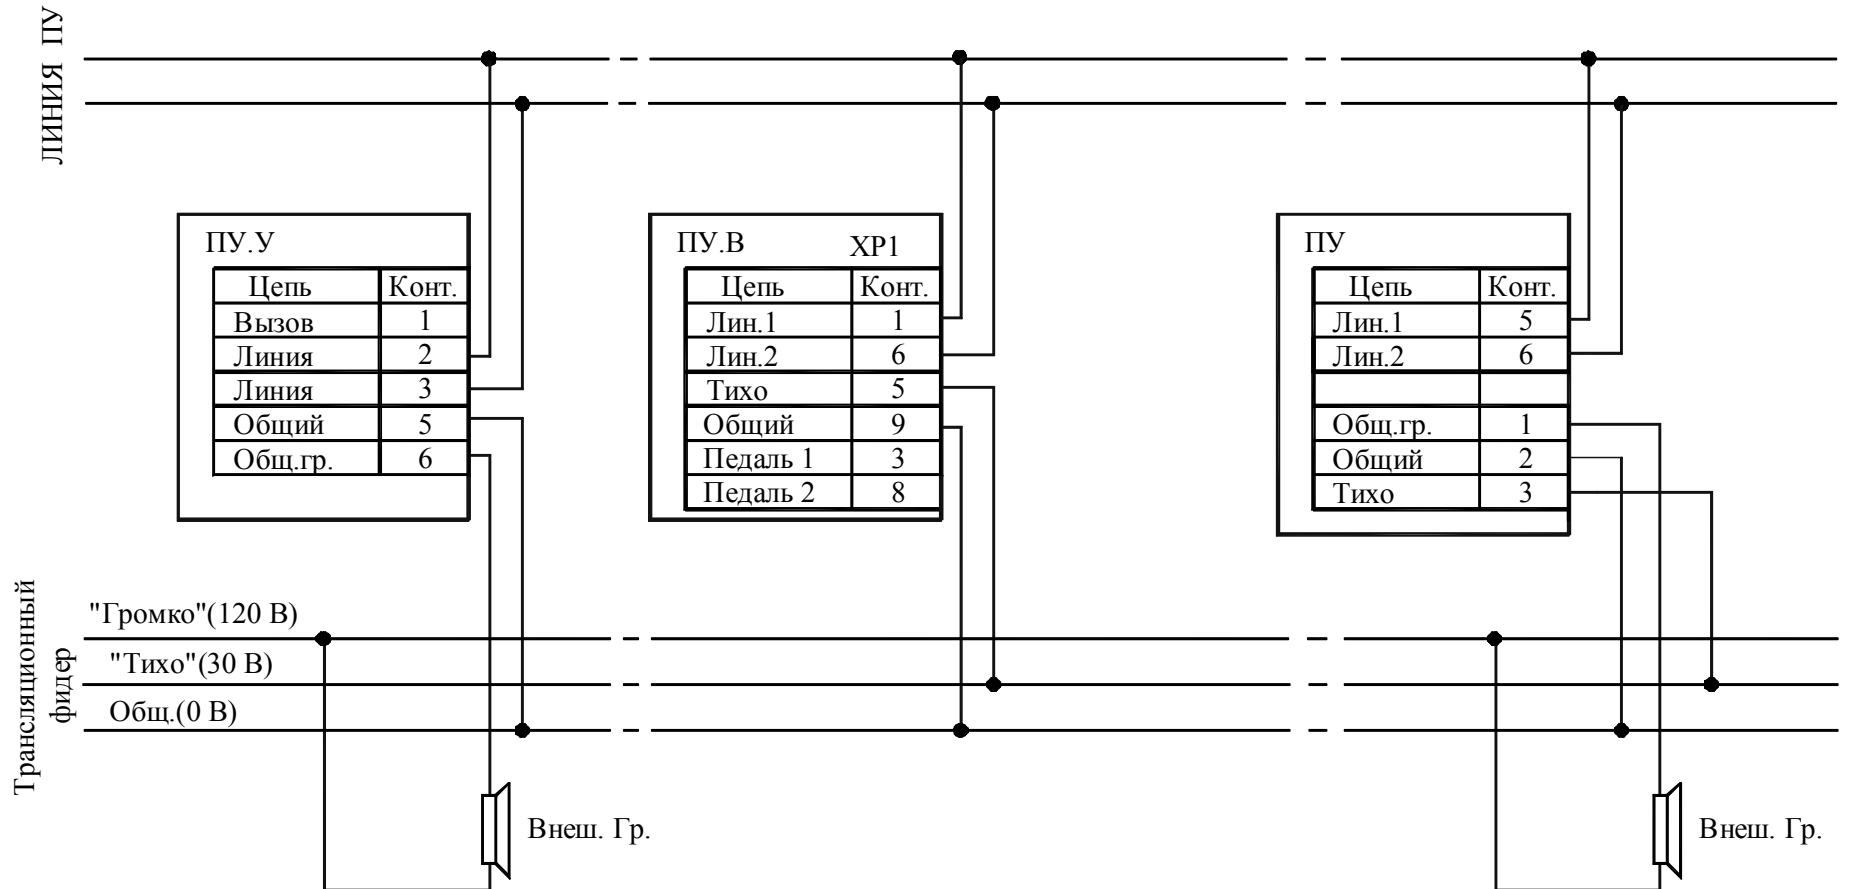 ЛИНИЯ ПУ
ПУ.У
Цепь Конт.
Вызов 1
Линия 2
Линия 3
Общий 5
Общ.гр. 6
ПУ.В ХР1
Цепь Конт.
Лин.1 1
Лин.2 6
Тихо 5
Общий 9
Педаль 1 3
Педаль 2 8
ПУ
Цепь Конт.
Лин.1 5
Лин.2 6
Общ.гр. 1
Общий 2
Тихо 3
Трансляционный
фидер
"Громко"(120 В)
"Тихо"(30 В)
Общ.(0 В)
Внеш. Гр.
Внеш. Гр.